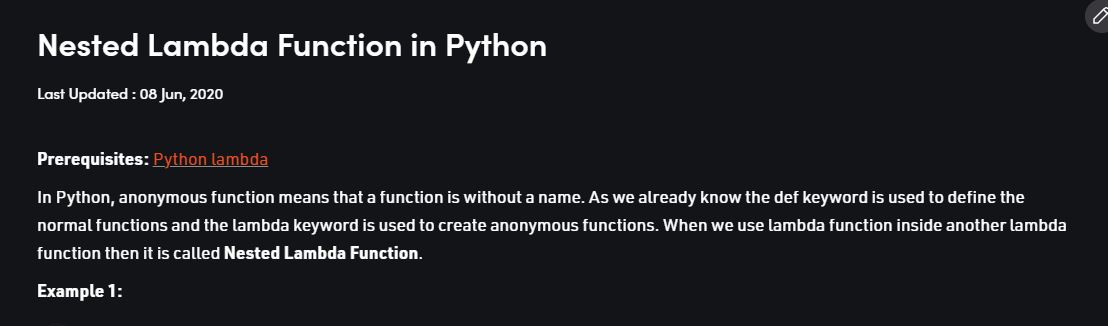 Nested Lambda Function in Python
Last Updated : 08 Jun, 2020
Prerequisites: Python lambda
In Python, anonymous function means that a function is without a name. As we already know the def keyword is used to define the
normal functions and the lambda keyword is used to create anonymous functions. When we use lambda function inside another lambda
function then it is called Nested Lambda Function.
Example 1: